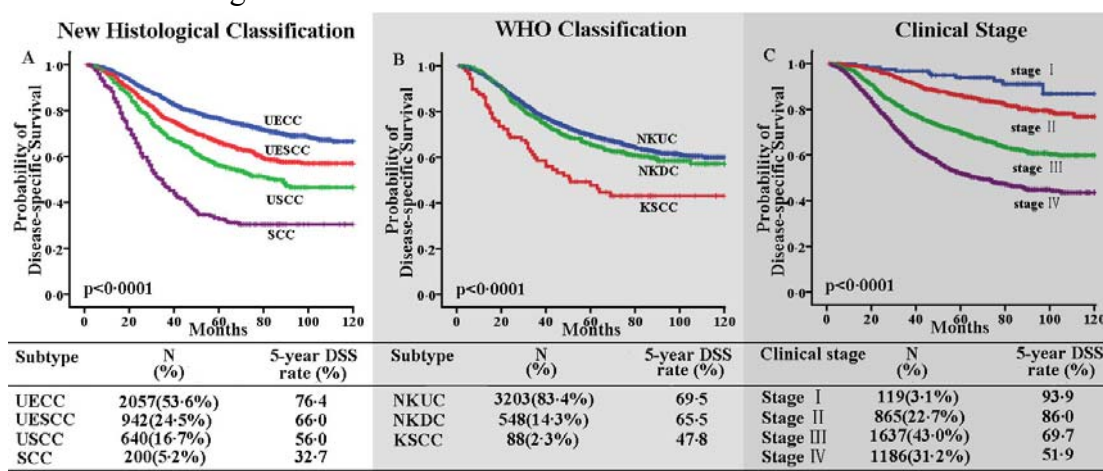 New Histological Classification
A
1·0
0·8
0·6
0·4
0·2
0·0
Probability of
Disease-specific Survival
UECC
UESCC
USCC
SCC
p<0·0001
0 20 40 60 80 100 120
Months
Subtype N (%) 5-year DSS rate (%)
UECC 2057(53·6%) 76·4
UESCC 942(24·5%) 66·0
USCC 640(16·7%) 56·0
SCC 200(5·2%) 32·7
WHO Classification
B
1·0
0·8
0·6
0·4
0·2
0·0
Probability of
Disease-specific Survival
NKUC
NKDC
KSCC
p<0·0001
0 20 40 60 80 100 120
Months
Subtype N (%) 5-year DSS rate (%)
NKUC 3203(83·4%) 69·5
NKDC 548(14·3%) 65·5
KSCC 88(2·3%) 47·8
Clinical Stage
C
1·0
0·8
0·6
0·4
0·2
0·0
Probability of
Disease-specific Survival
stage Ⅰ
stage Ⅱ
stage Ⅲ
stage Ⅳ
p<0·0001
0 20 40 60 80 100 120
Months
Clinical stage N (%) 5-year DSS rate (%)
Stage Ⅰ 119(3·1%) 93·9
Stage Ⅱ 865(22·7%) 86·0
Stage Ⅲ 1637(43·0%) 69·7
Stage Ⅳ 1186(31·2%) 51·9